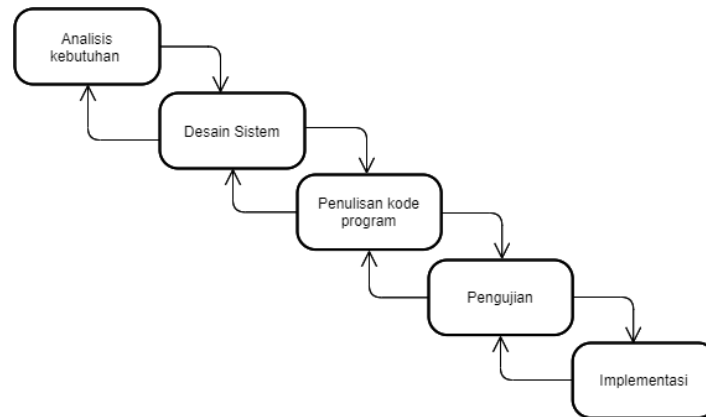 Analisis
kebutuhan
Desain Sistem
Penulisan kode
program
Pengujian
Implementasi